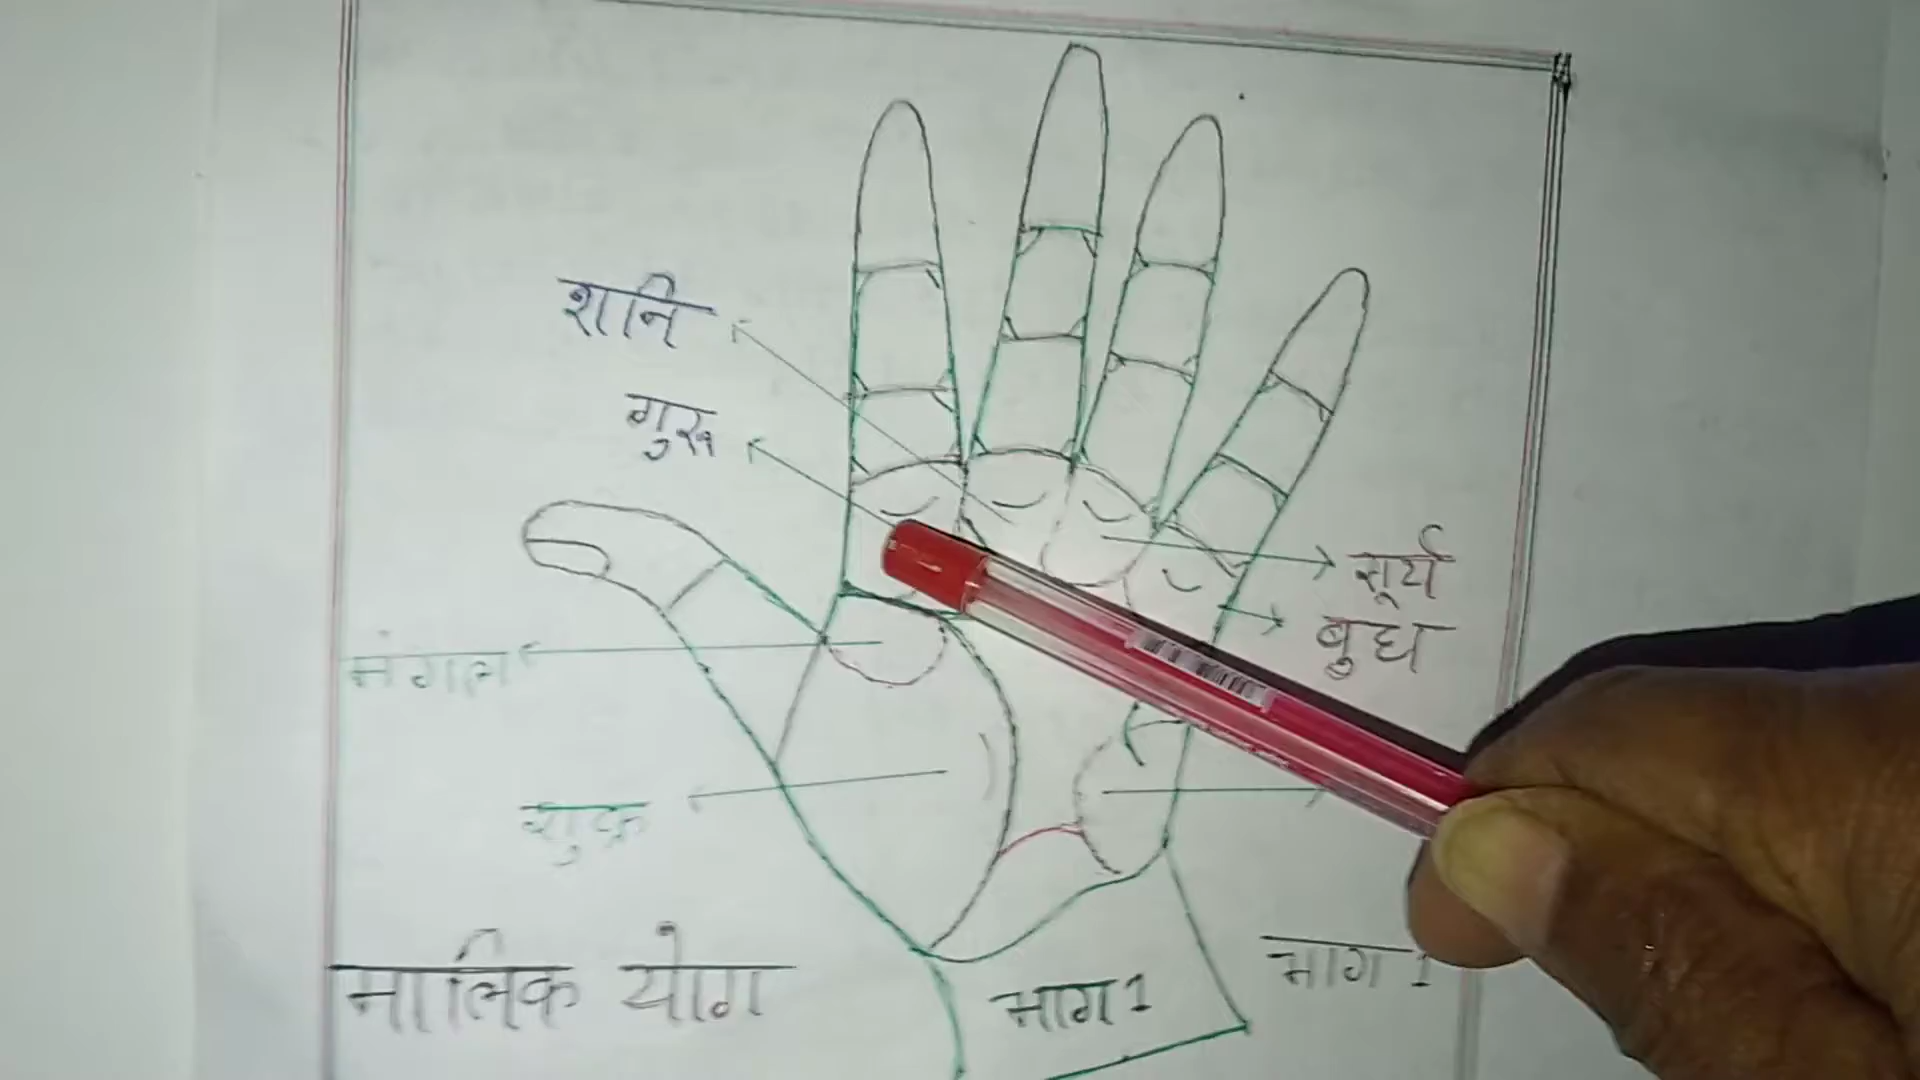 शनि
गुरू
सूर्य
बुध
मंगल
शुक्र
मालिक योग
भाग 1
भाग 1